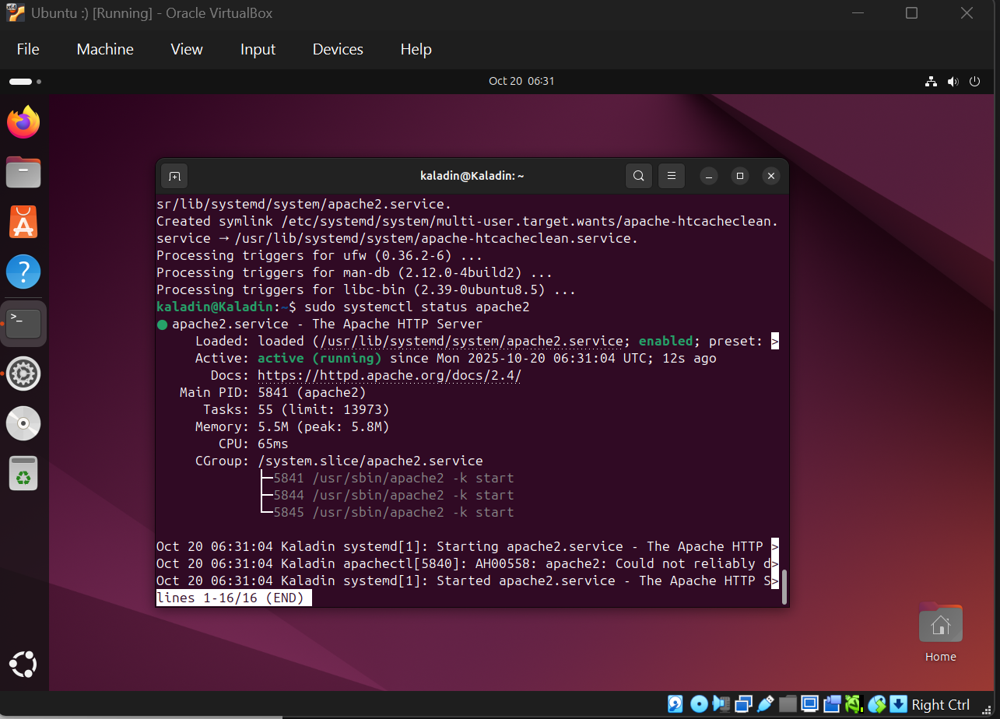 Ubuntu :) [Running] - Oracle VirtualBox
File Machine View Input Devices Help
Oct 20 06:31
kaladin@Kaladin: ~
sr/lib/systemd/system/apache2.service.
Created symlink /etc/systemd/system/multi-user.target.wants/apache-htcacheclean.
service → /usr/lib/systemd/system/apache-htcacheclean.service.
Processing triggers for ufw (0.36.2-6) ...
Processing triggers for man-db (2.12.0-4build2) ...
Processing triggers for libc-bin (2.39-0ubuntu8.5) ...
kaladin@Kaladin:~$ sudo systemctl status apache2
● apache2.service - The Apache HTTP Server
Loaded: loaded (/usr/lib/systemd/system/apache2.service; enabled; preset: >
Active: active (running) since Mon 2025-10-20 06:31:04 UTC; 12s ago
Docs: https://httpd.apache.org/docs/2.4/
Main PID: 5841 (apache2)
Tasks: 55 (limit: 13973)
Memory: 5.5M (peak: 5.8M)
CPU: 65ms
CGroup: /system.slice/apache2.service
├─5841 /usr/sbin/apache2 -k start
├─5844 /usr/sbin/apache2 -k start
└─5845 /usr/sbin/apache2 -k start
Oct 20 06:31:04 Kaladin systemd[1]: Starting apache2.service - The Apache HTTP >
Oct 20 06:31:04 Kaladin apachectl[5840]: AH00558: apache2: Could not reliably d>
Oct 20 06:31:04 Kaladin systemd[1]: Started apache2.service - The Apache HTTP S>
lines 1-16/16 (END)
Home
Right Ctrl